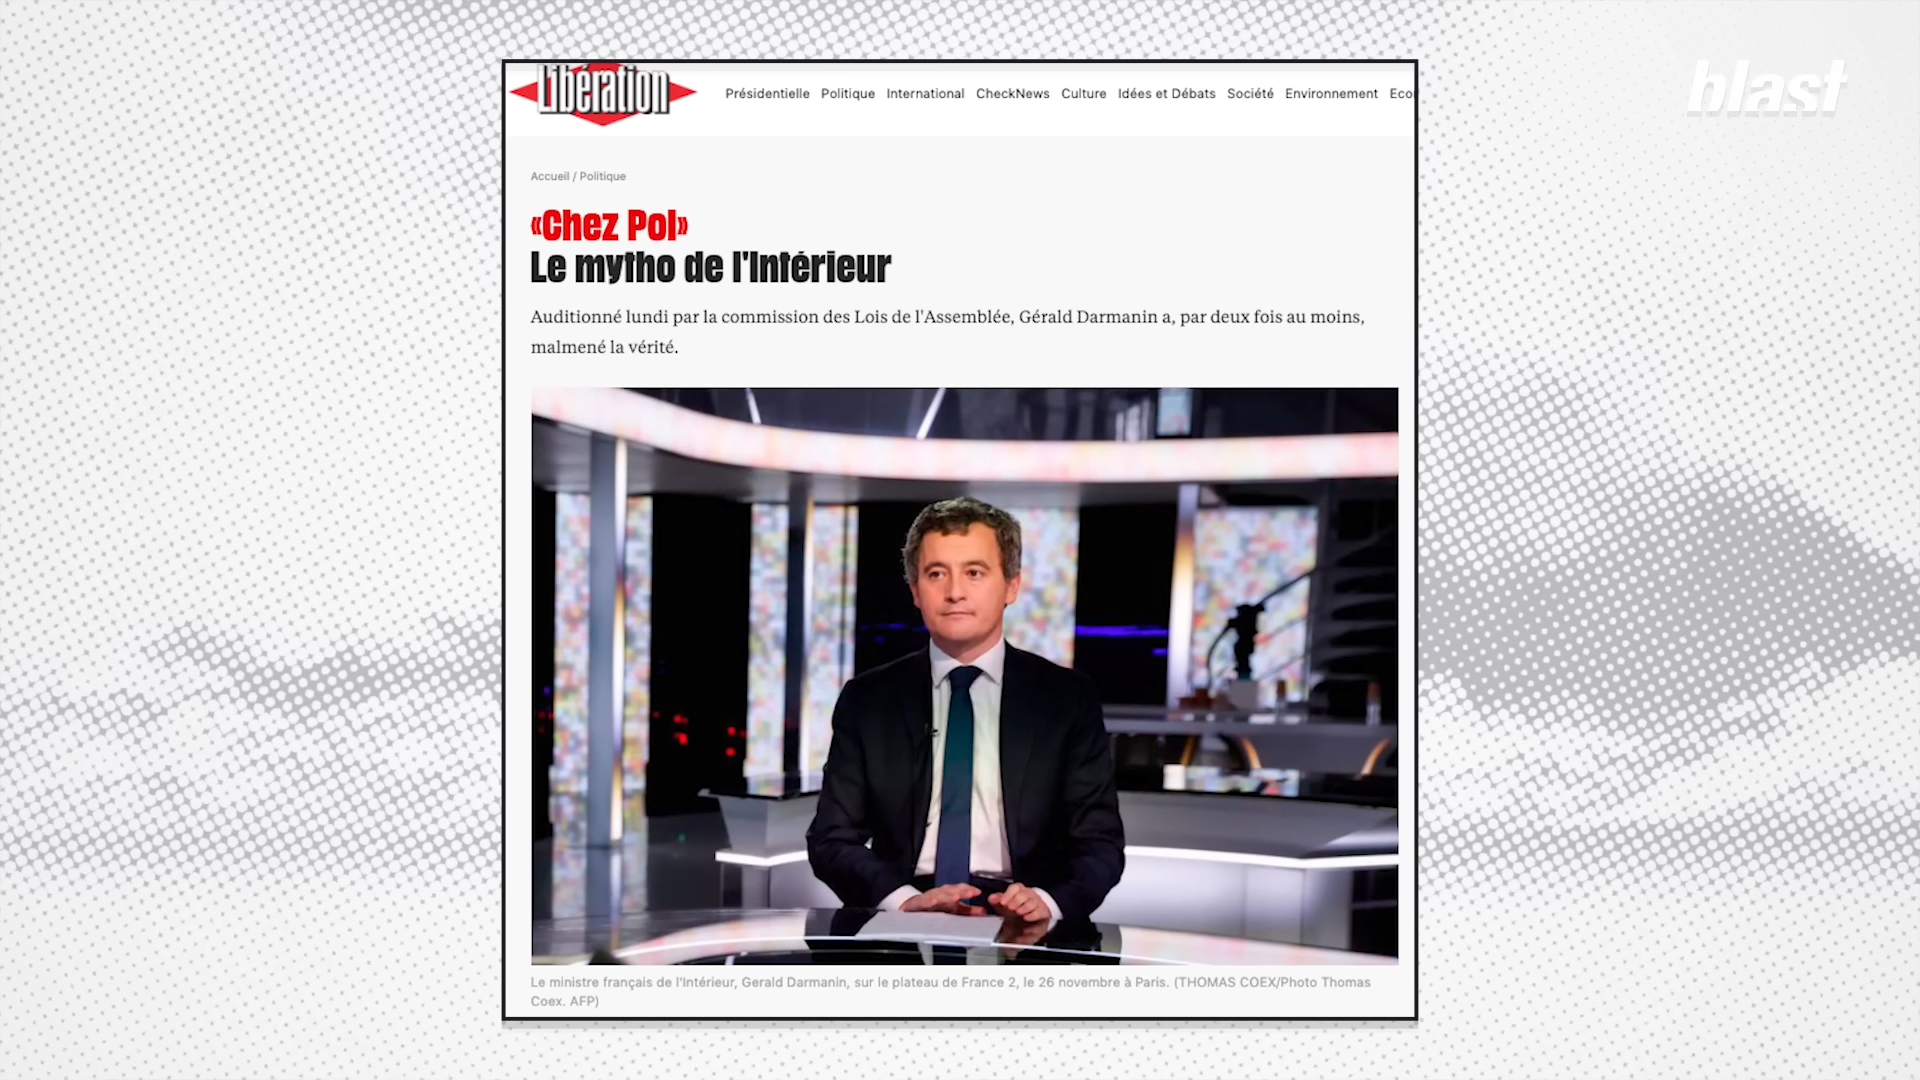 blast
Libération
Présidentielle Politique International CheckNews Culture Idées et Débats Société Environnement Eco
Accueil / Politique
«Chez Pol»
Le mytho de l'Intérieur
Auditionné lundi par la commission des Lois de l'Assemblée, Gérald Darmanin a, par deux fois au moins,
malmené la vérité.
Le ministre français de l'Intérieur, Gerald Darmanin, sur le plateau de France 2, le 26 novembre à Paris. (THOMAS COEX/Photo Thomas
Coex. AFP)